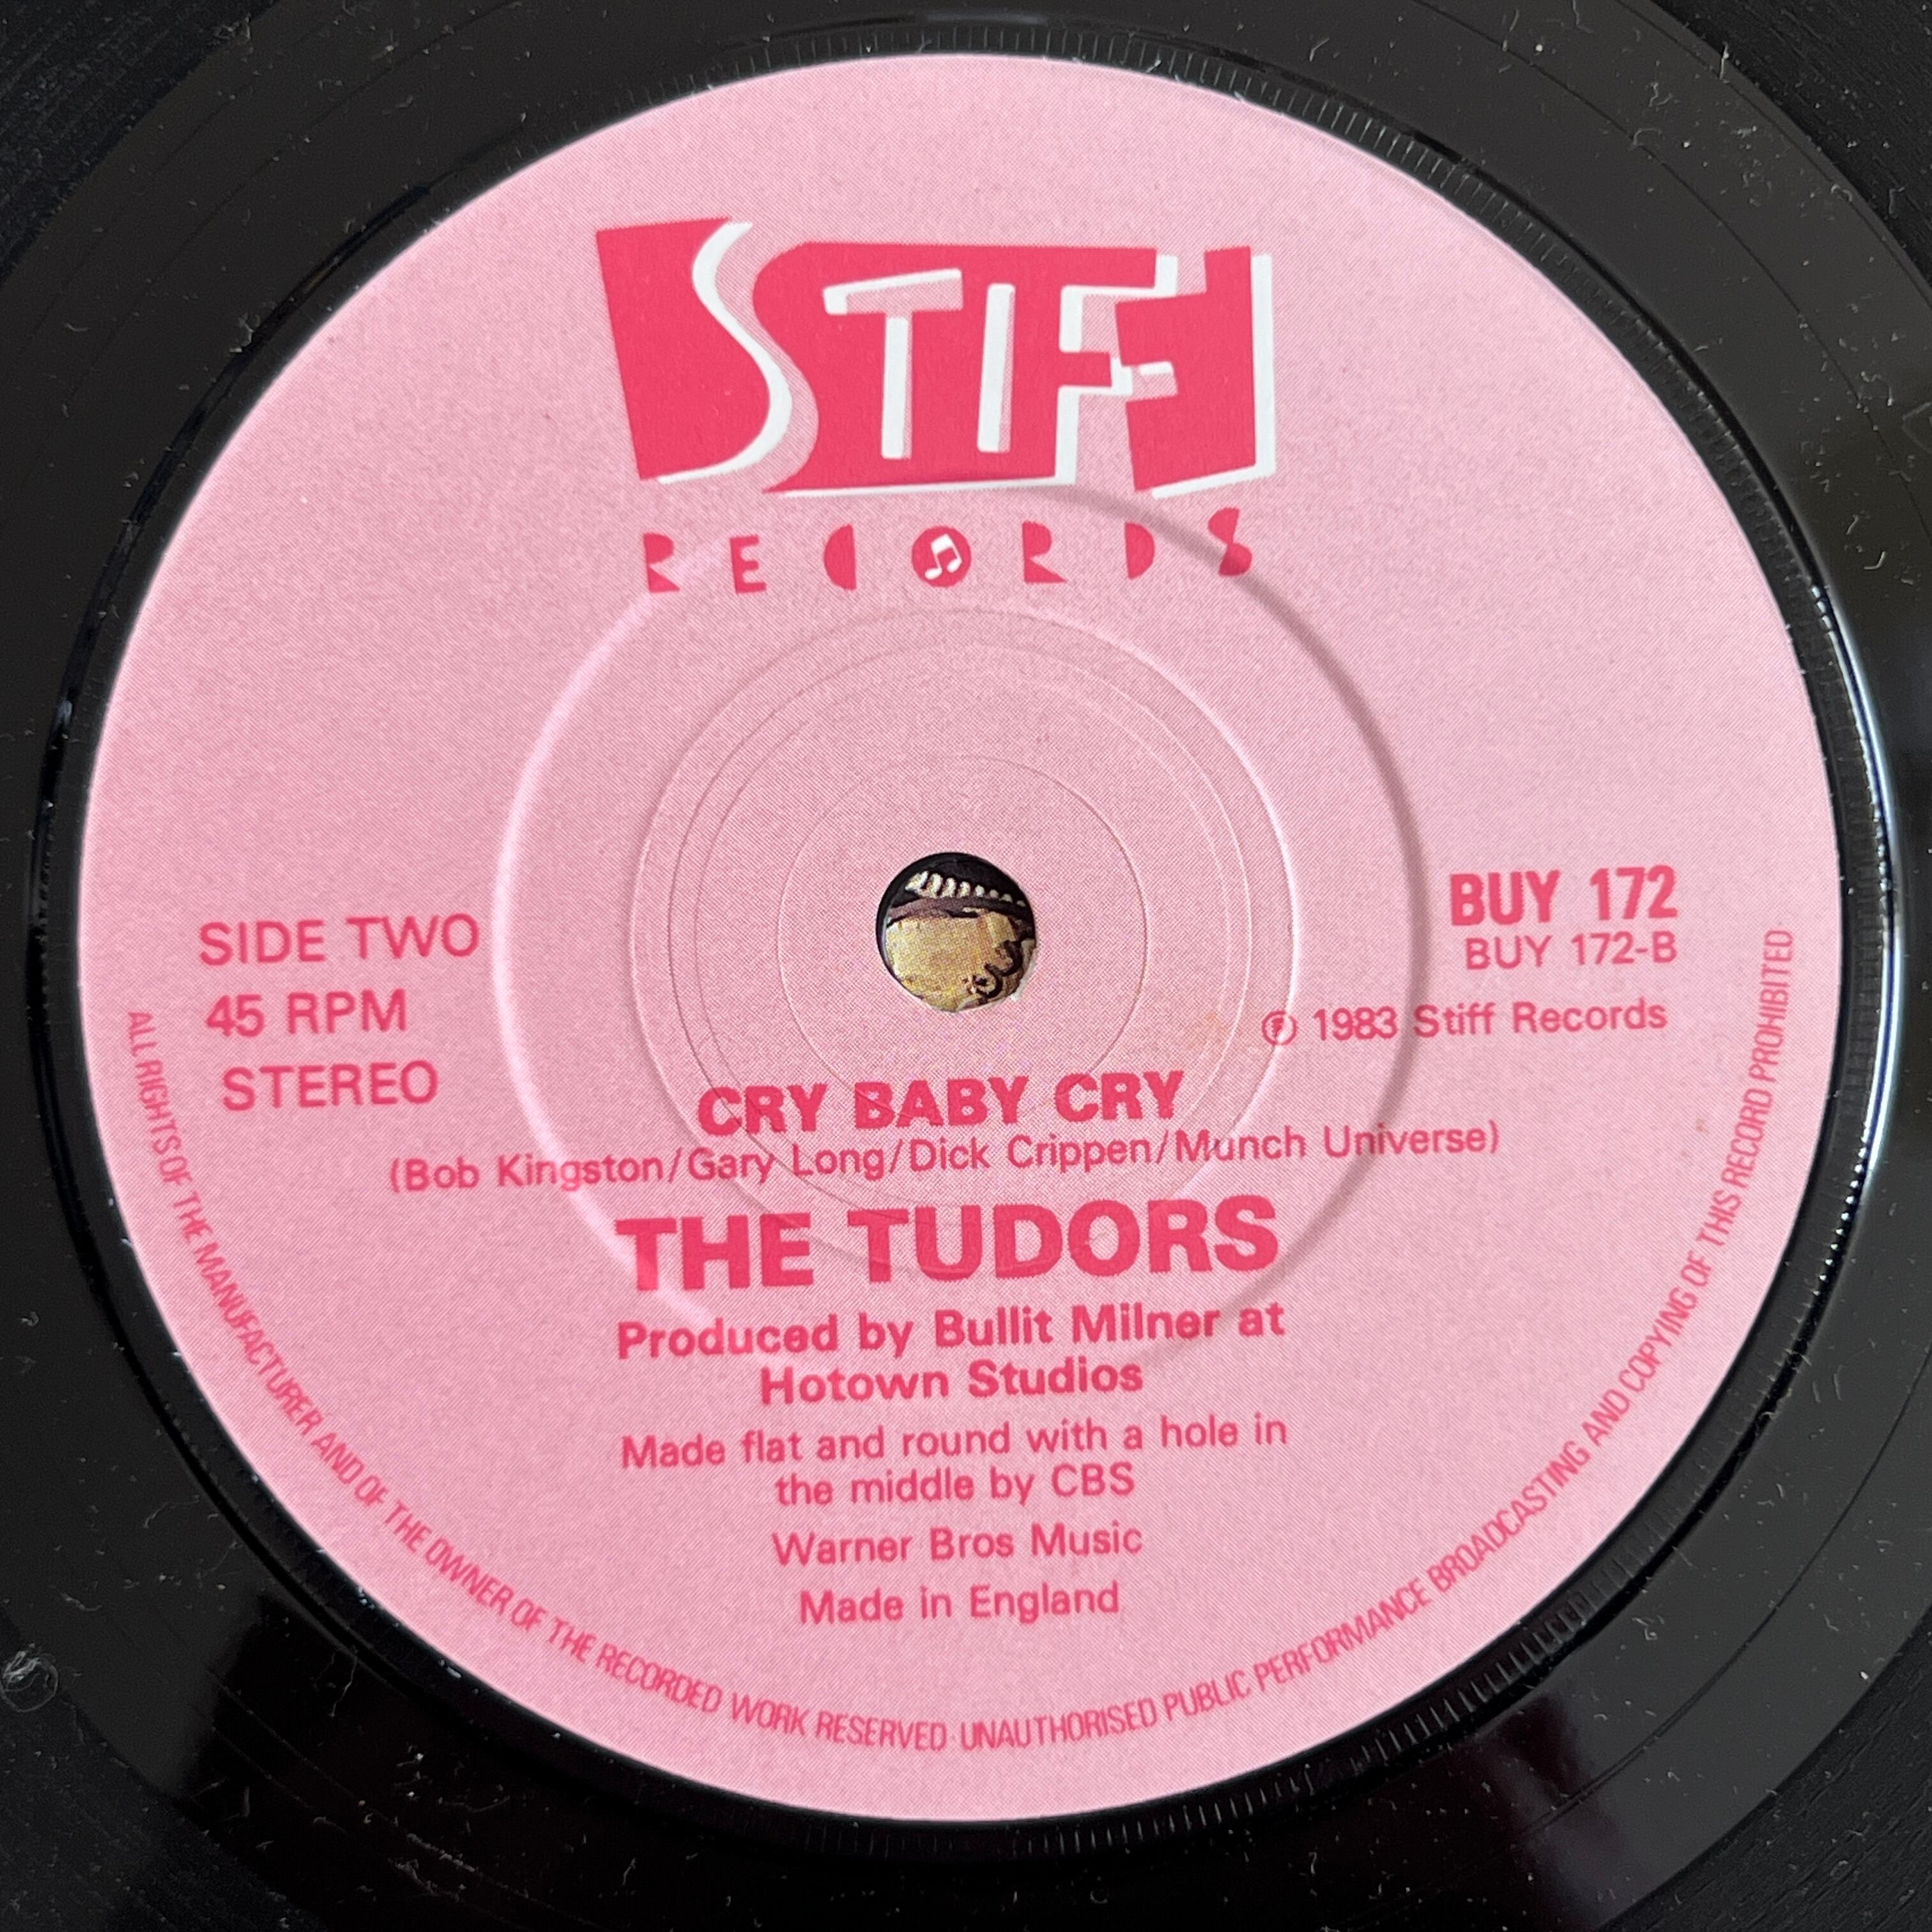 STIFF
RECORDS
SIDE TWO
45 RPM
STEREO
BUY 172
BUY 172-B
Ⓟ 1983 Stiff Records
CRY BABY CRY
(Bob Kingston/Gary Long/Dick Crippen/Munch Universe)
THE TUDORS
Produced by Bullit Milner at
Hotown Studios
Made flat and round with a hole in
the middle by CBS
Warner Bros Music
Made in England
ALL RIGHTS OF THE MANUFACTURER AND OF THE OWNER OF THE RECORDED WORK RESERVED · UNAUTHORISED PUBLIC PERFORMANCE BROADCASTING AND COPYING OF THIS RECORD PROHIBITED